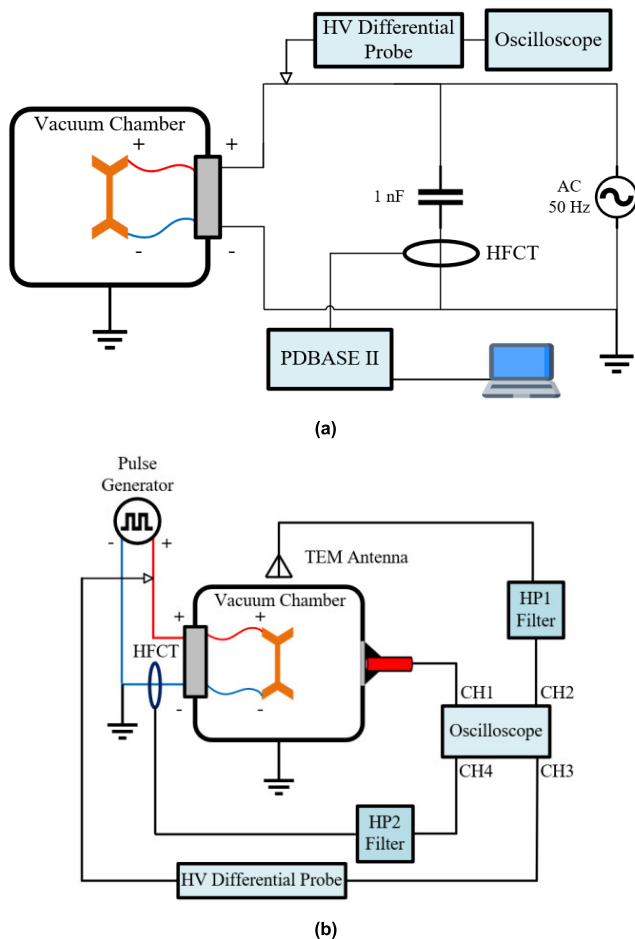 HV Differential
Probe
Oscilloscope
Vacuum Chamber
+
+
-
-
1 nF
AC
50 Hz
HFCT
PDBASE II
(a)
Pulse
Generator
-
+
TEM Antenna
Vacuum Chamber
HP1
Filter
+
+
HFCT
-
-
CH1
CH2
Oscilloscope
CH4
CH3
HP2
Filter
HV Differential Probe
(b)